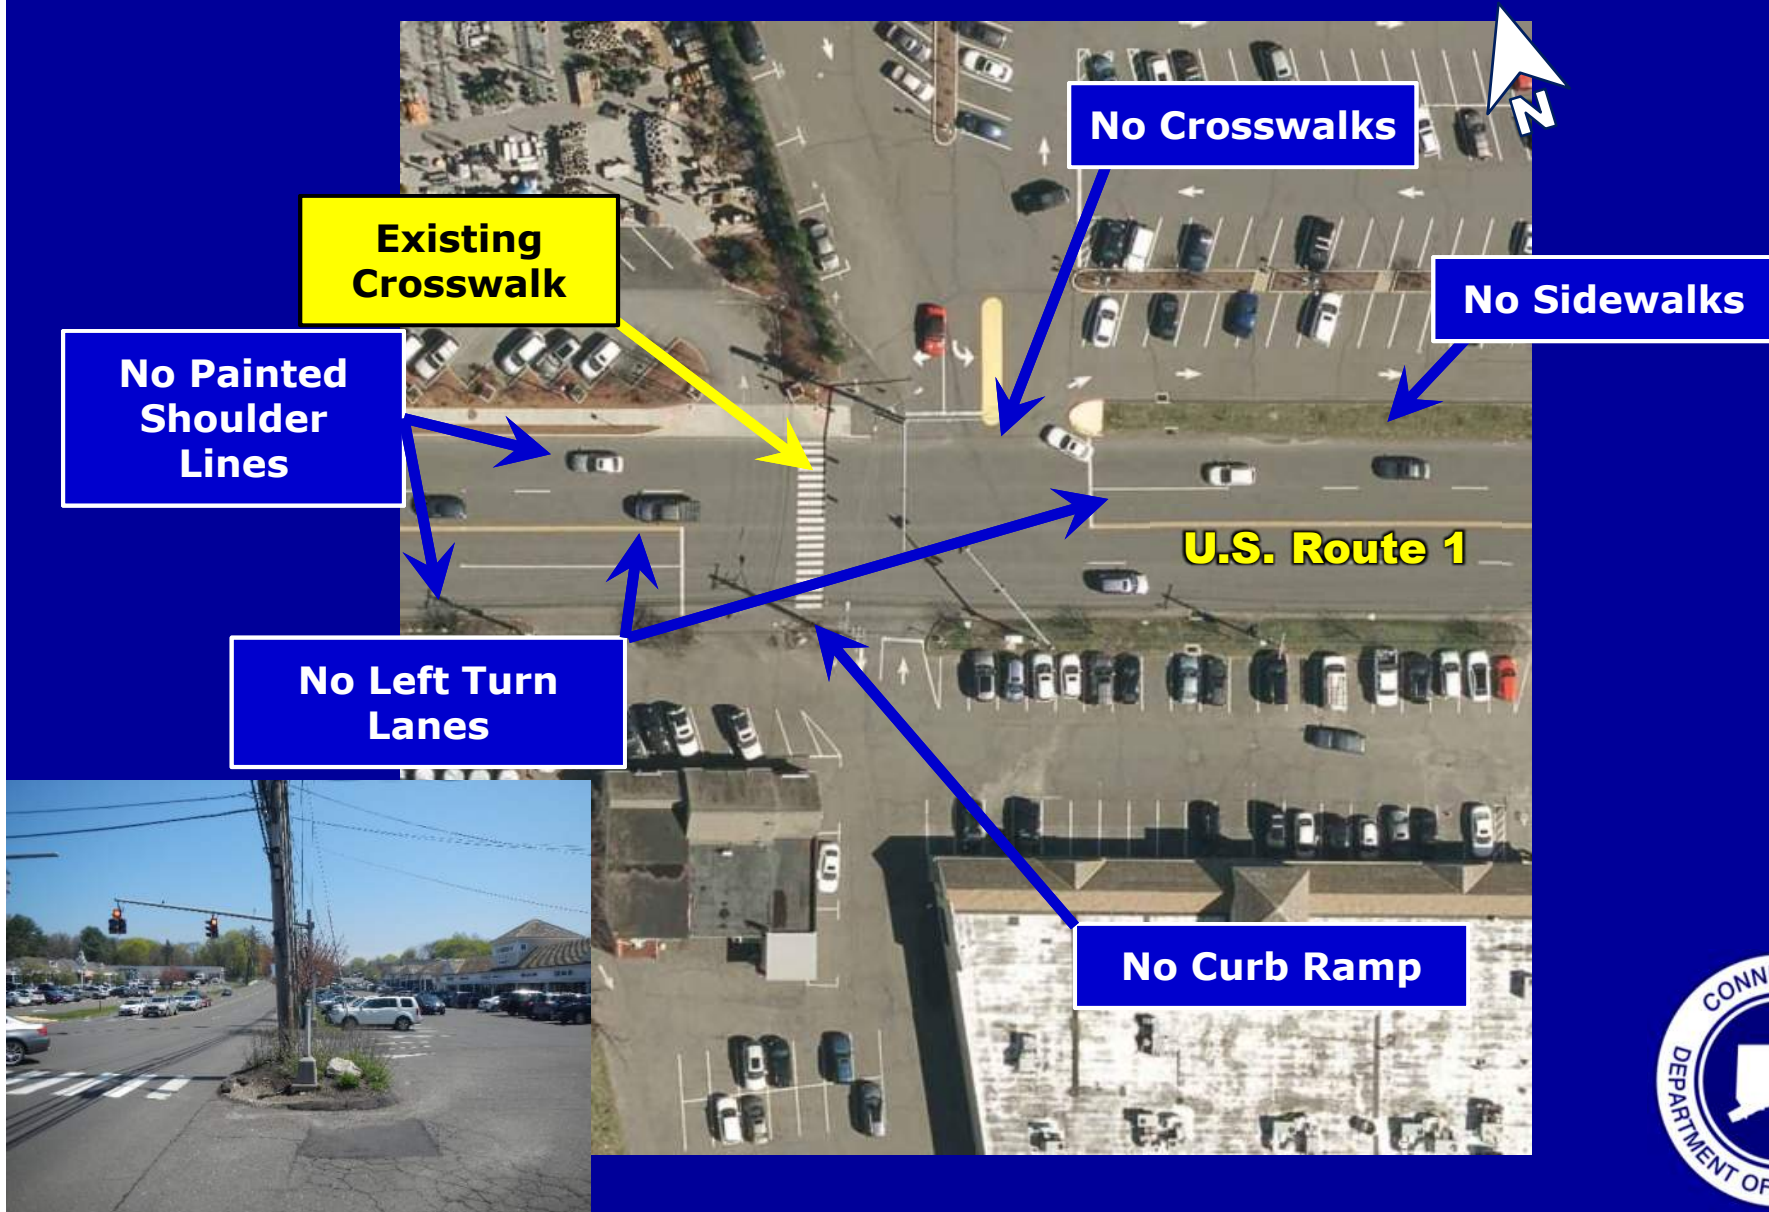 N
No Crosswalks
Existing
Crosswalk
No Sidewalks
No Painted
Shoulder
Lines
U.S. Route 1
No Left Turn
Lanes
No Curb Ramp
DEPARTMENT OF